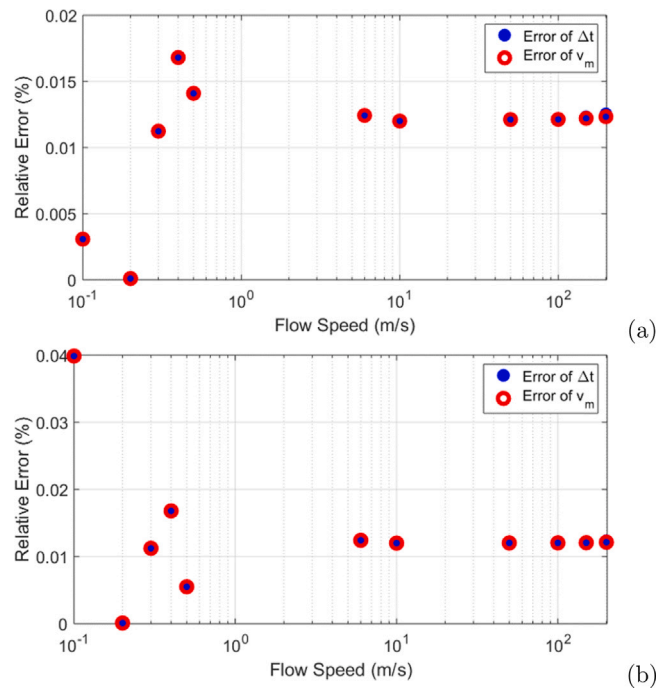 0.02
Error of Δt
Error of v_m
0.015
0.01
0.005
0
Relative Error (%)
10^-1 10^0 10^1 10^2
Flow Speed (m/s)
(a)
0.04
Error of Δt
Error of v_m
0.03
0.02
0.01
0
Relative Error (%)
10^-1 10^0 10^1 10^2
Flow Speed (m/s)
(b)